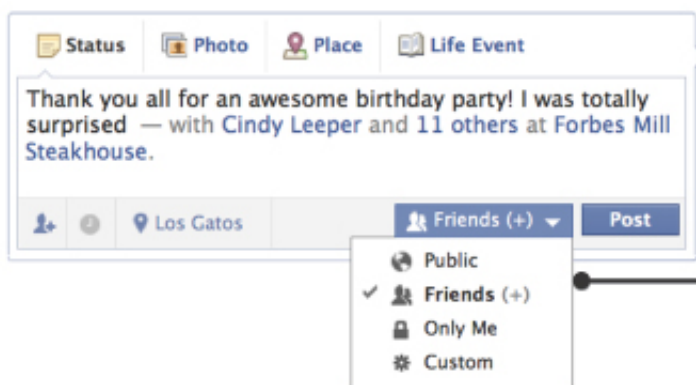 Status Photo Place Life Event
Thank you all for an awesome birthday party! I was totally
surprised — with Cindy Leeper and 11 others at Forbes Mill
Steakhouse.
Los Gatos Friends (+) Post
Public
Friends (+)
Only Me
Custom